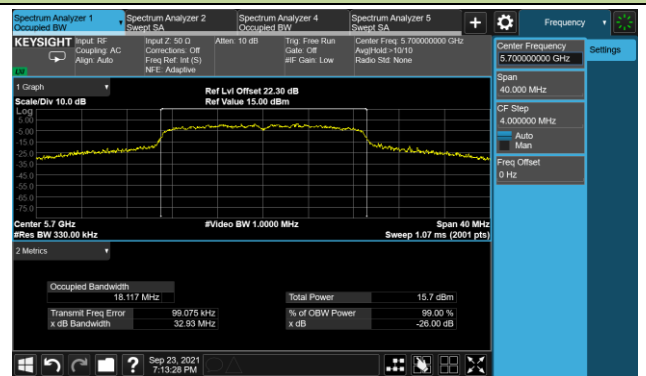 Spectrum Analyzer 1
Occupied BW
Spectrum Analyzer 2
Swept SA
Spectrum Analyzer 4
Occupied BW
Spectrum Analyzer 5
Swept SA
+
Frequency
KEYSIGHT
Input: RF
Coupling: AC
Align: Auto
Input Z: 50 Ω
Corrections: Off
Freq Ref: Int (S)
NFE: Adaptive
Atten: 10 dB
Trig: Free Run
Gate: Off
#IF Gain: Low
Center Freq: 5.700000000 GHz
Avg|Hold:>10/10
Radio Std: None
Center Frequency
5.700000000 GHz
Settings
Span
40.000 MHz
CF Step
4.000000 MHz
Auto
Man
Freq Offset
0 Hz
1 Graph
Scale/Div 10.0 dB
Ref Lvl Offset 22.30 dB
Ref Value 15.00 dBm
Log
5.00
-5.00
-15.0
-25.0
-35.0
-45.0
-55.0
-65.0
-75.0
Center 5.7 GHz
#Res BW 330.00 kHz
#Video BW 1.0000 MHz
Span 40 MHz
Sweep 1.07 ms (2001 pts)
2 Metrics
Occupied Bandwidth
18.117 MHz
Total Power 15.7 dBm
Transmit Freq Error 99.075 kHz
% of OBW Power 99.00 %
x dB Bandwidth 32.93 MHz
x dB -26.00 dB
?
Sep 23, 2021
7:13:28 PM